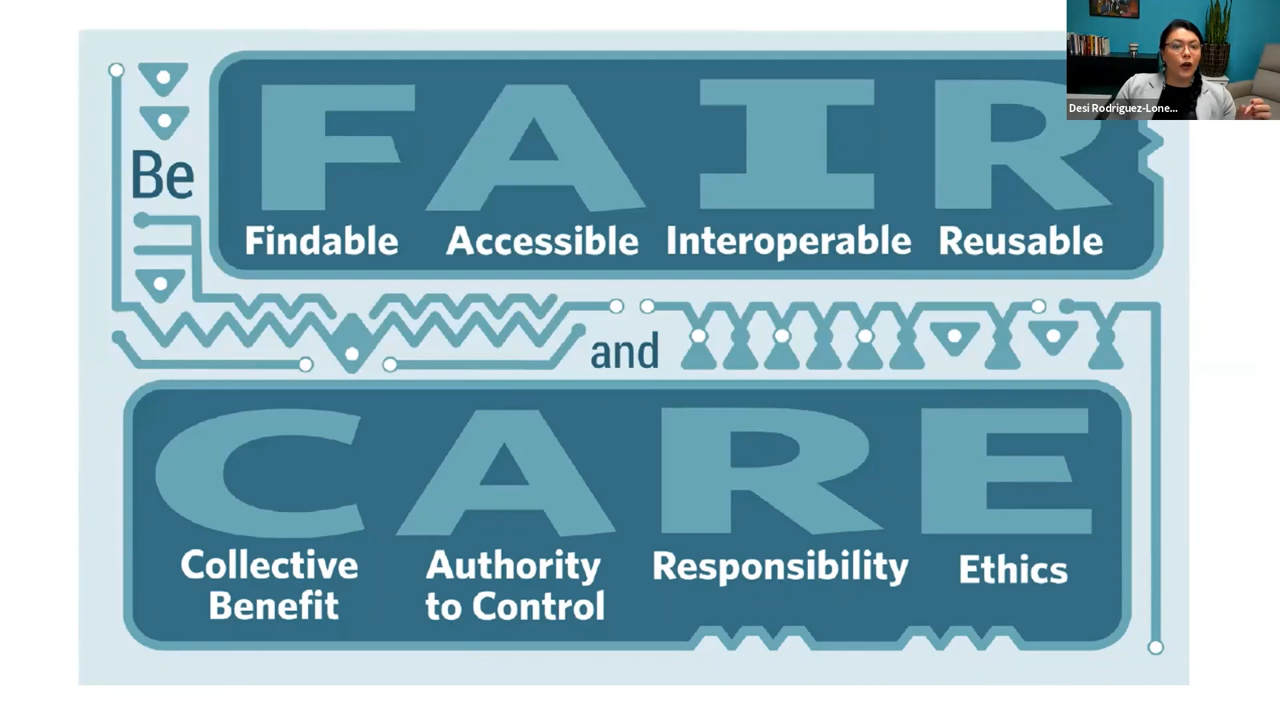 Be
FAIR
Findable Accessible Interoperable Reusable
and
CARE
Collective Benefit Authority to Control Responsibility Ethics
Desi Rodriguez-Lone...